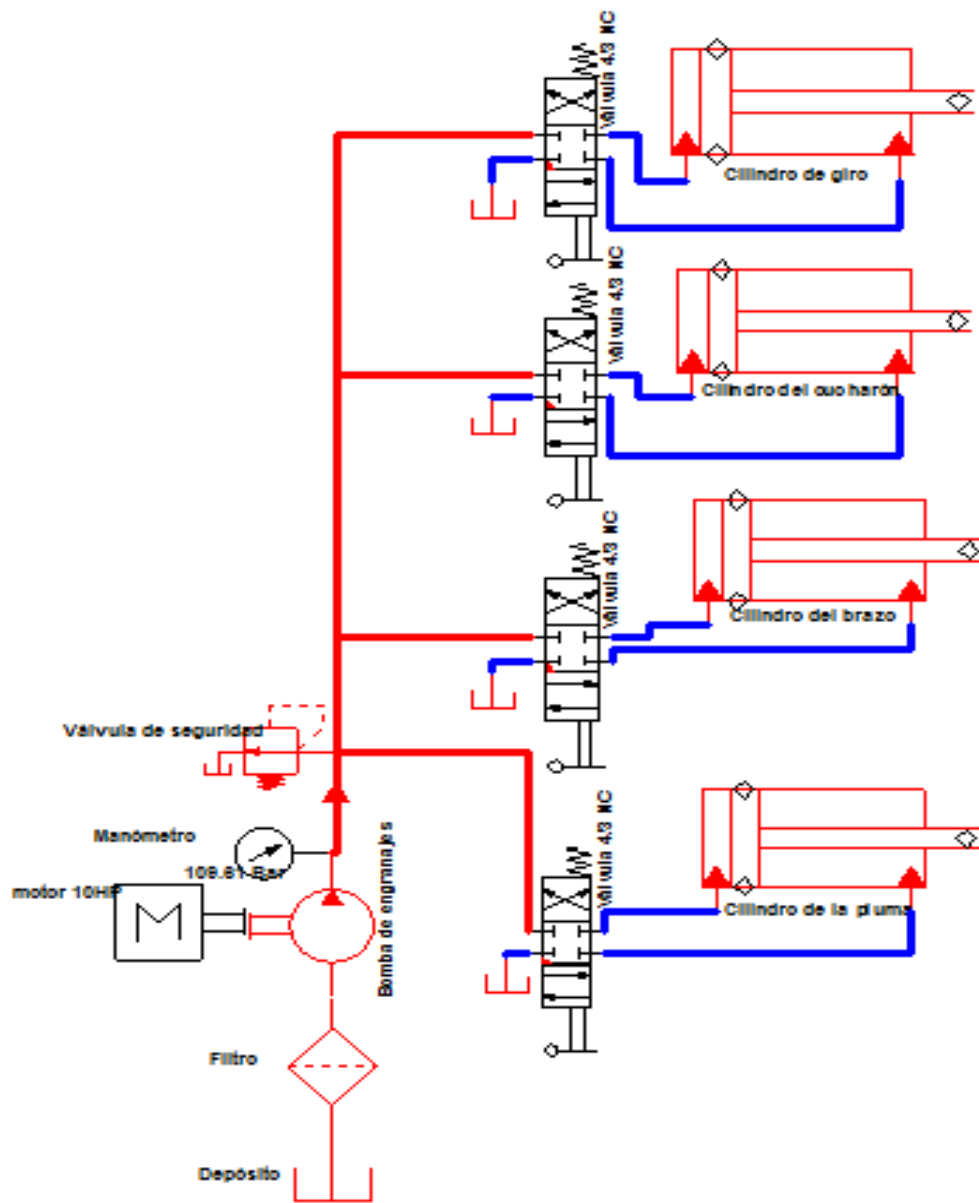 Válvula 4/3 NC
Cilindro de giro
Válvula 4/3 NC
Cilindro del cucharón
Válvula 4/3 NC
Cilindro del brazo
Válvula de seguridad
Manómetro
109.61 Bar
motor 10HP
M
Bomba de engranajes
Válvula 4/3 NC
Cilindro de la pluma
Filtro
Depósito